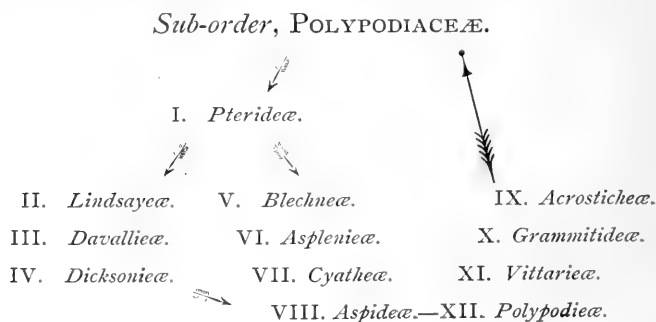 Sub-order, POLYPODIACEÆ.
I. Pterideæ.
II. Lindsayeæ. V. Blechneæ. IX. Acrosticheæ.
III. Davallieæ. VI. Asplenieæ. X. Grammitideæ.
IV. Dicksonieæ. VII. Cyatheæ. XI. Vittarieæ.
VIII. Aspideæ.—XII. Polypodieæ.